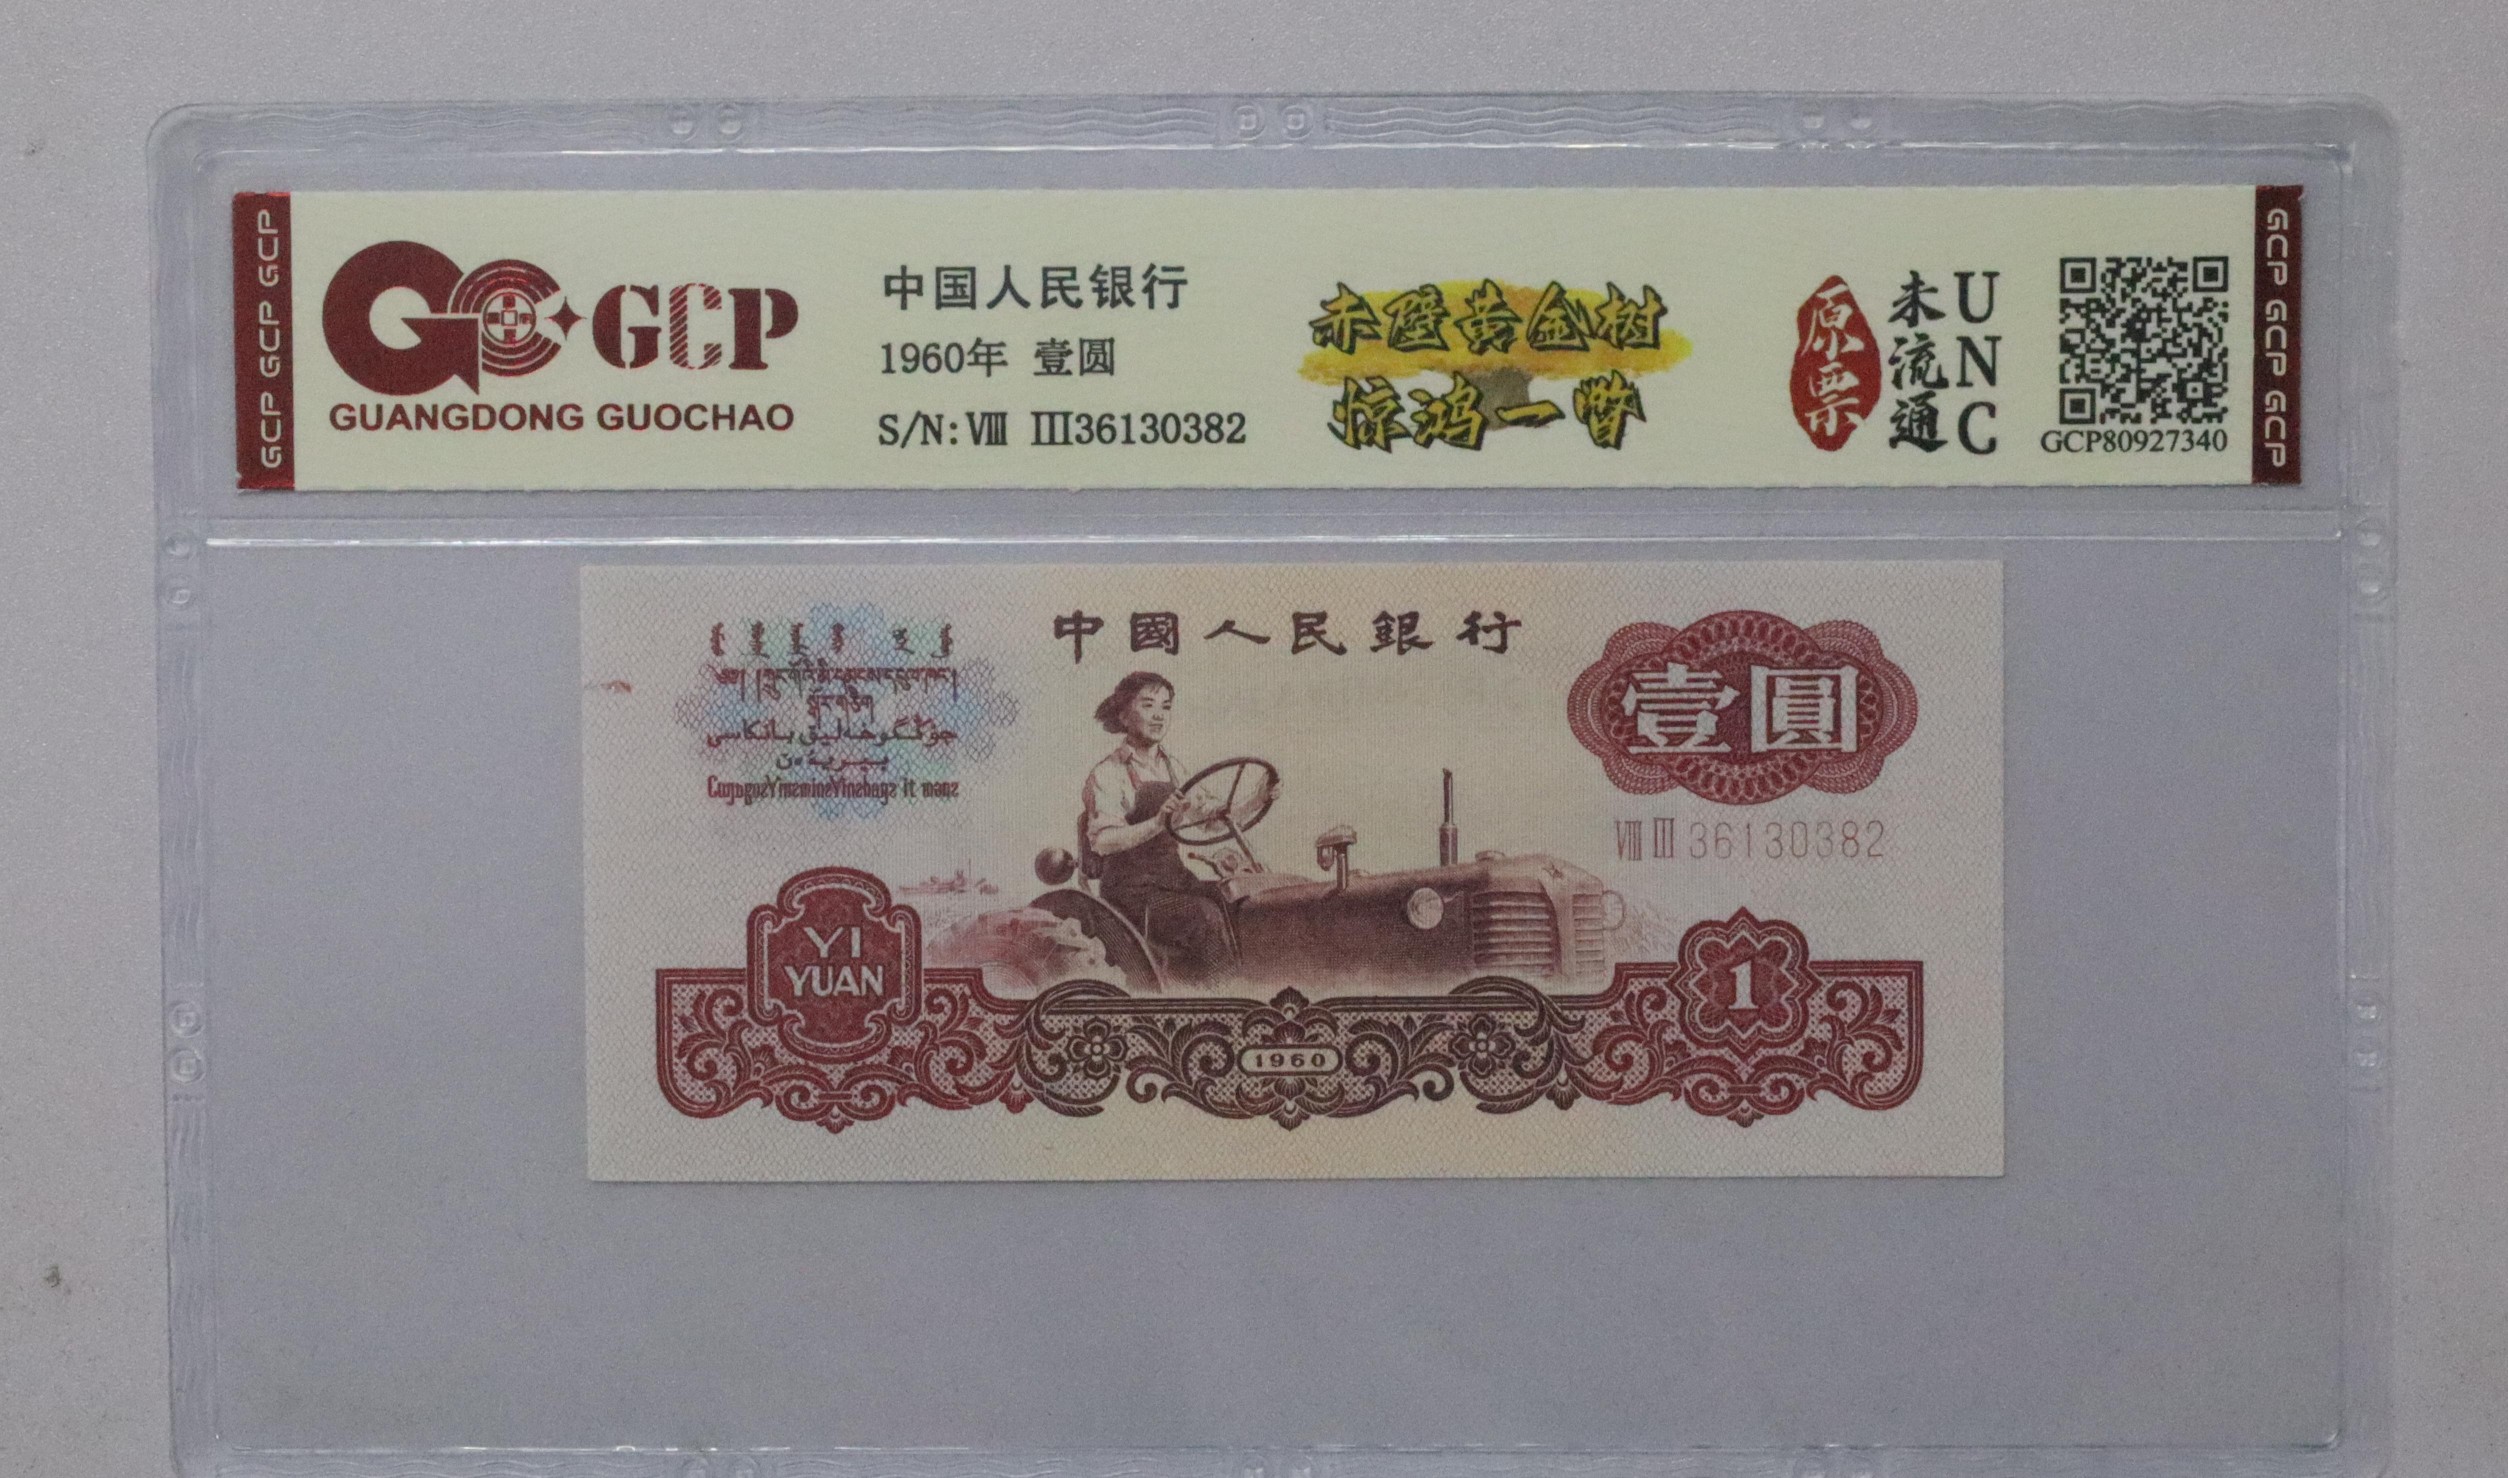 GCP GCP GCP
GCP
GUANGDONG GUOCHAO
中国人民银行
1960年 壹圆
S/N:Ⅷ Ⅲ36130382
赤壁黄金树
惊鸿一瞥
原票
未流通
UNC
GCP80927340
GCP GCP GCP
中國人民銀行
壹圓
Ⅷ Ⅲ 36130382
YI
YUAN
1960
1